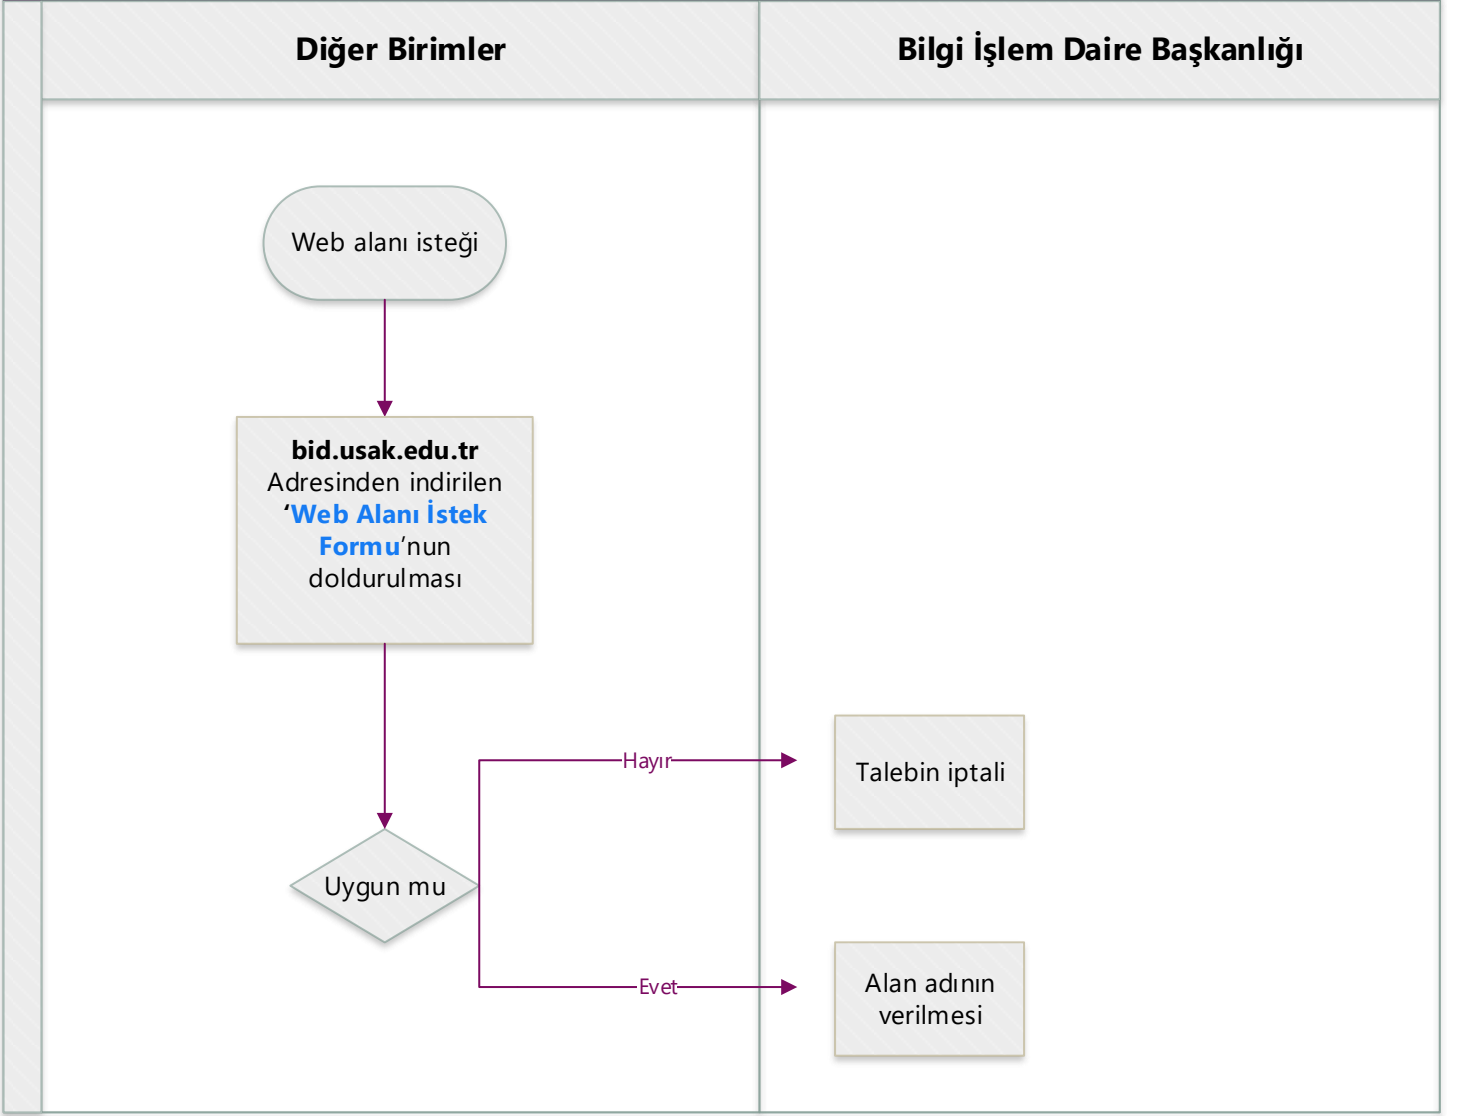 Diğer Birimler
Bilgi İşlem Daire Başkanlığı
Web alanı isteği
bid.usak.edu.tr
Adresinden indirilen
‘Web Alanı İstek
Formu’nun
doldurulması
Hayır
Talebin iptali
Uygun mu
Evet
Alan adının
verilmesi